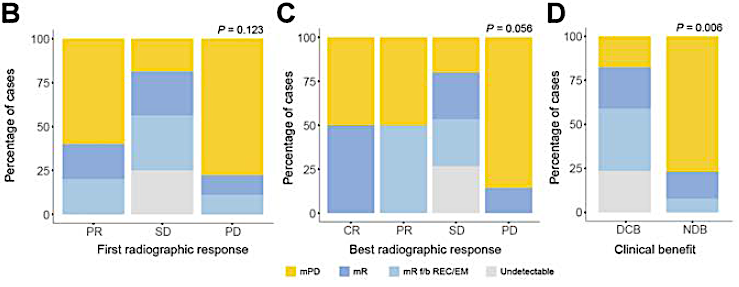 B
P = 0.123
Percentage of cases
100
75
50
25
0
PR
SD
PD
First radiographic response
C
P = 0.056
Percentage of cases
100
75
50
25
0
CR
PR
SD
PD
Best radiographic response
D
P = 0.006
Percentage of cases
100
75
50
25
0
DCB
NDB
Clinical benefit
mPD
mR
mR f/b REC/EM
Undetectable